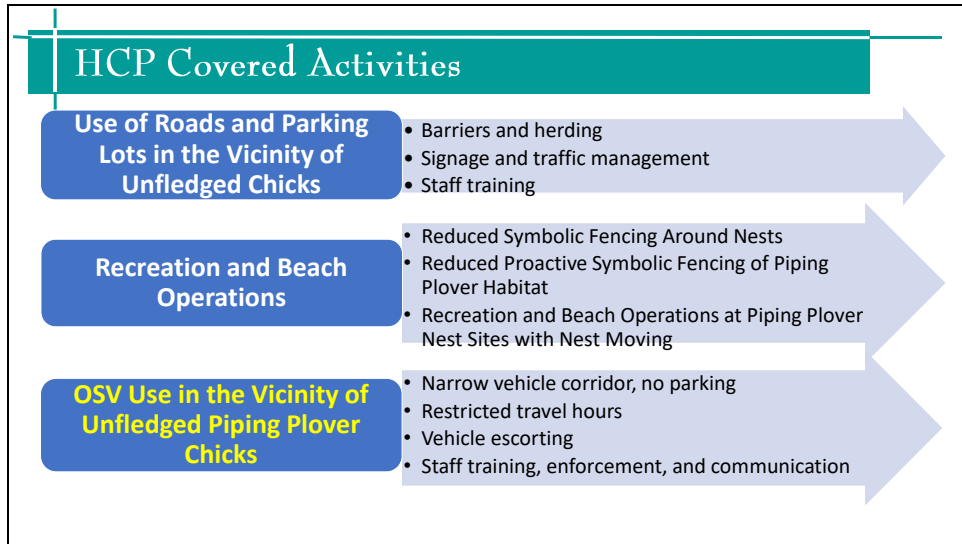 HCP Covered Activities
Use of Roads and Parking
Lots in the Vicinity of
Unfledged Chicks
• Barriers and herding
• Signage and traffic management
• Staff training
Recreation and Beach
Operations
• Reduced Symbolic Fencing Around Nests
• Reduced Proactive Symbolic Fencing of Piping
Plover Habitat
• Recreation and Beach Operations at Piping Plover
Nest Sites with Nest Moving
OSV Use in the Vicinity of
Unfledged Piping Plover
Chicks
• Narrow vehicle corridor, no parking
• Restricted travel hours
• Vehicle escorting
• Staff training, enforcement, and communication